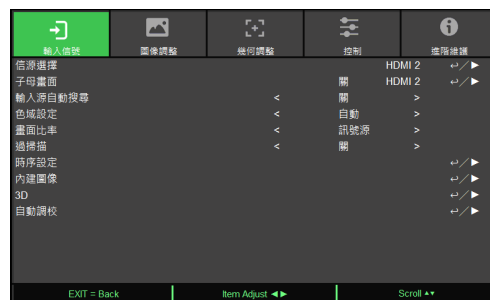 輸入信號 圖像調整 幾何調整 控制 進階維護
信源選擇 HDMI 2 ↵/▶
子母畫面 關 HDMI 2 ↵/▶
輸入源自動搜尋 < 關 >
色域設定 < 自動 >
畫面比率 < 訊號源 >
過掃描 < 關 >
時序設定 ↵/▶
內建圖像 ↵/▶
3D ↵/▶
自動調校 ↵/▶
EXIT = Back Item Adjust ◀▶ Scroll ▲▼